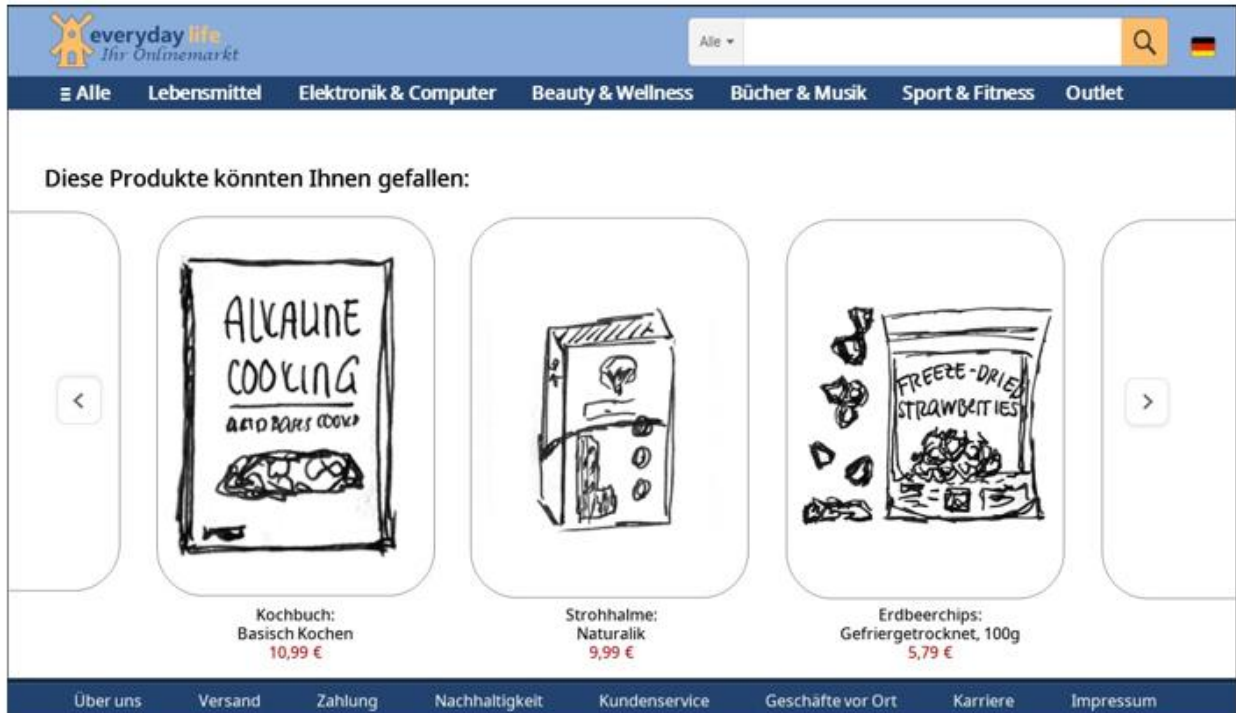 everyday life
Ihr Onlinemarkt
Alle
Alle Lebensmittel Elektronik & Computer Beauty & Wellness Bücher & Musik Sport & Fitness Outlet
Diese Produkte könnten Ihnen gefallen:
ALKALINE
COOKING
FREEZE-DRIED
STRAWBERRIES
Kochbuch:
Basisch Kochen
10,99 €
Strohhalme:
Naturalik
9,99 €
Erdbeerchips:
Gefriergetrocknet, 100g
5,79 €
Über uns Versand Zahlung Nachhaltigkeit Kundenservice Geschäfte vor Ort Karriere Impressum